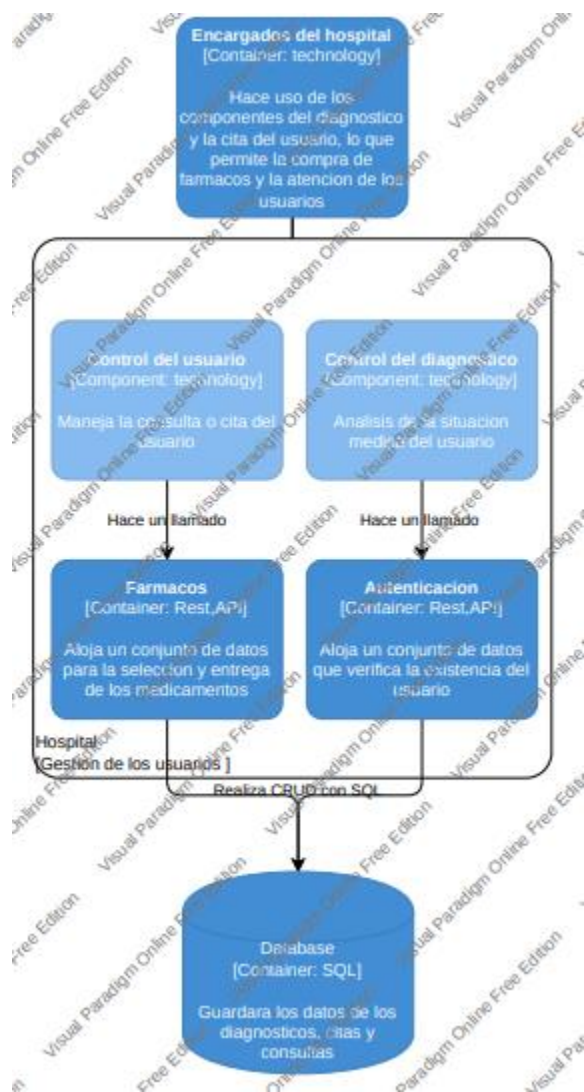 Encargados del hospital
[Container: technology]
Hace uso de los
componentes del diagnostico
y la cita del usuario, lo que
permite la compra de
farmacos y la atencion de los
usuarios
Control del usuario
[Component: technology]
Maneja la consulta o cita del
usuario
Control del diagnostico
[Component: technology]
Analisis de la situacion
medica del usuario
Hace un llamado
Hace un llamado
Farmacos
[Container: Rest,API]
Aloja un conjunto de datos
para la seleccion y entrega
de los medicamentos
Autenticacion
[Container: Rest,API]
Aloja un conjunto de datos
que verifica la existencia del
usuario
Hospital
[Gestion de los usuarios ]
Realiza CRUD con SQL
Database
[Container: SQL]
Guardara los datos de los
diagnosticos, citas y
consultas
Visual Paradigm Online Free Edition